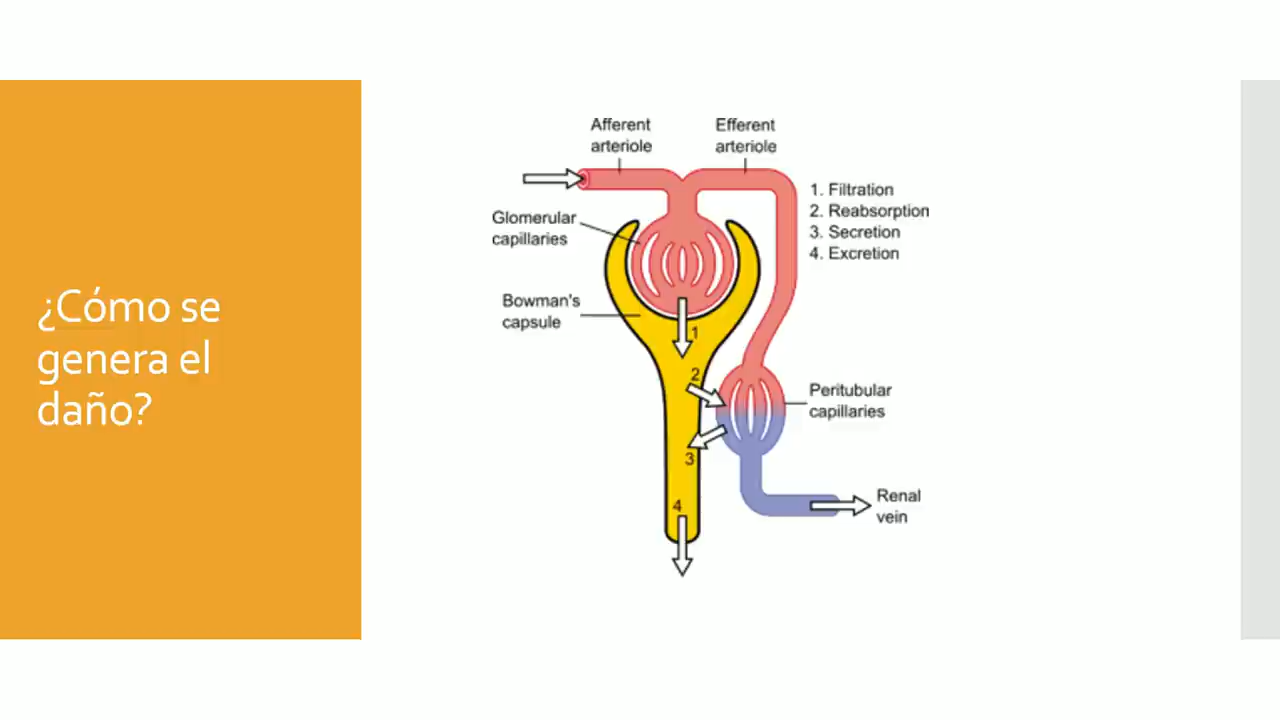 ¿Cómo se
genera el
daño?
Afferent
arteriole
Efferent
arteriole
1. Filtration
2. Reabsorption
3. Secretion
4. Excretion
Glomerular
capillaries
Bowman's
capsule
1
2
3
4
Peritubular
capillaries
Renal
vein